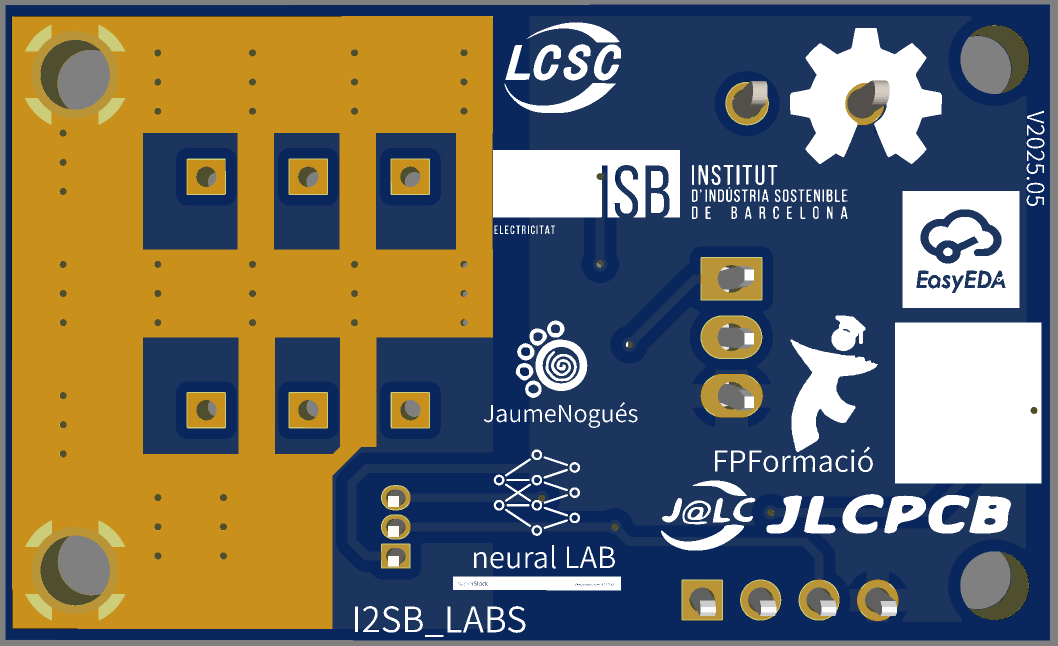 LCSC
V2025.05
ISB
INSTITUT
D'INDÚSTRIA SOSTENIBLE
DE BARCELONA
ELECTRICITAT
EasyEDA
JaumeNogués
FPFormació
J@LC JLCPCB
neural LAB
I2SB_LABS